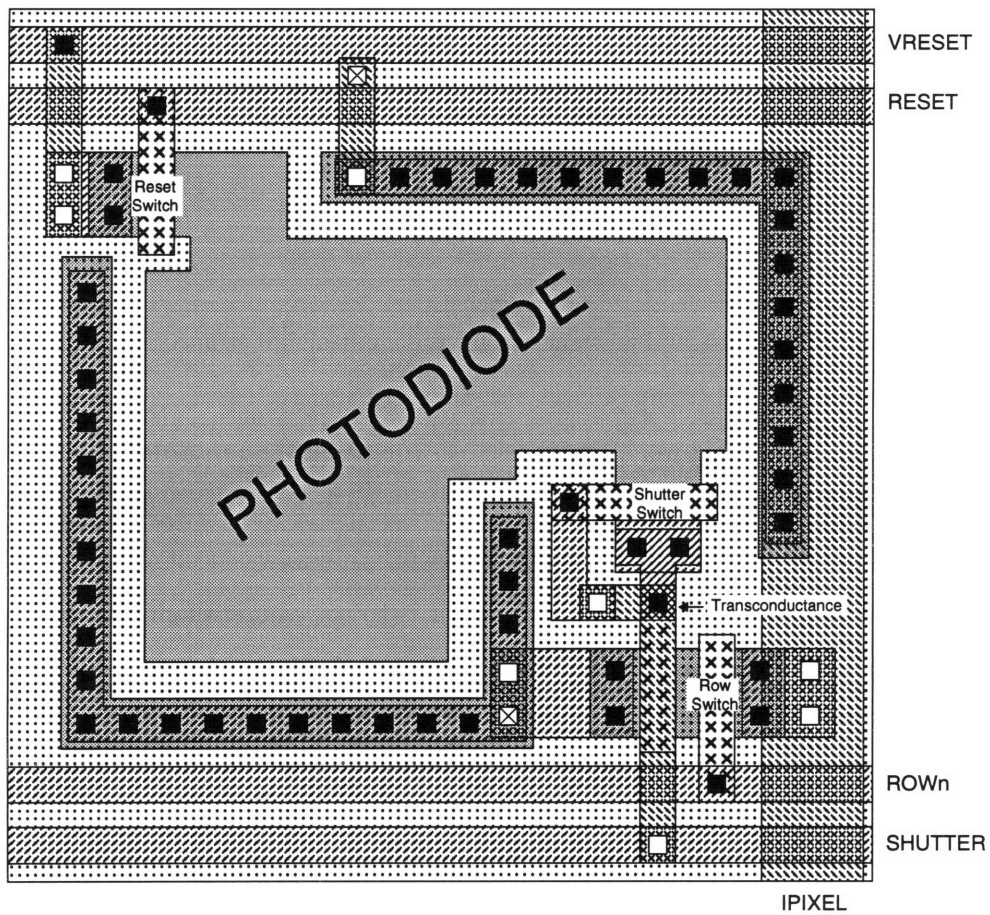 VRESET
RESET
Reset
Switch
PHOTODIODE
Shutter
Switch
Transconductance
Row
Switch
ROWn
SHUTTER
IPIXEL